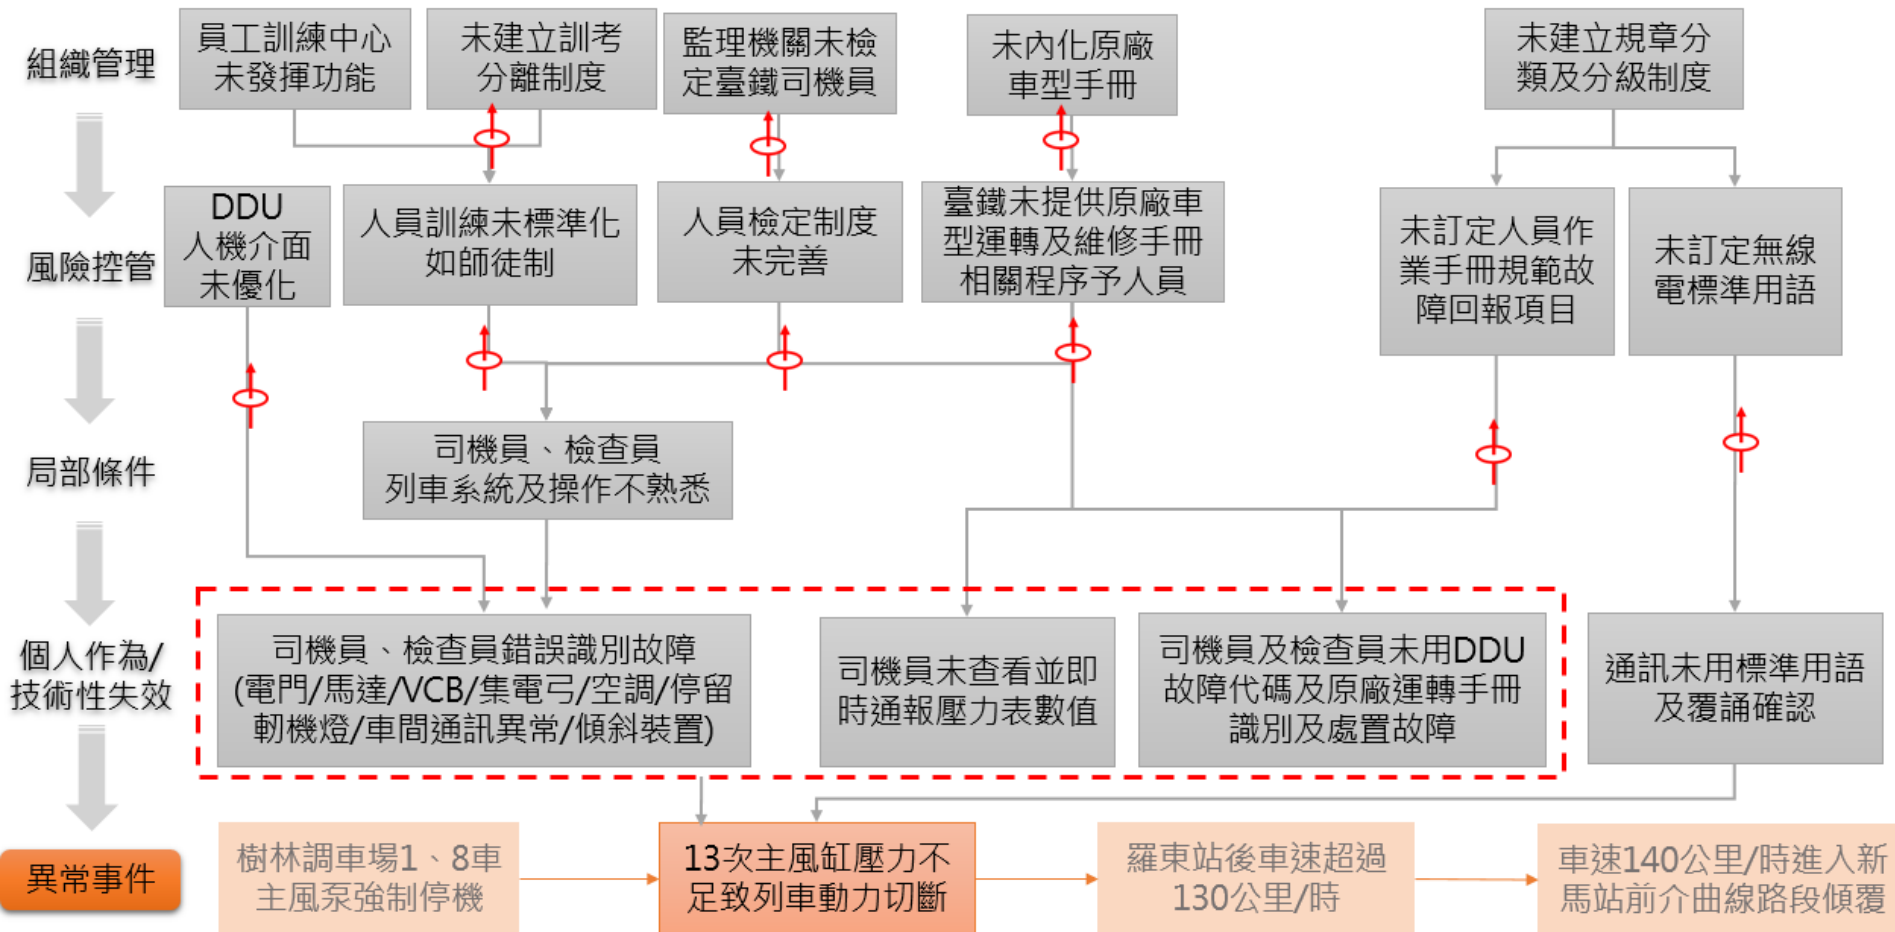 組織管理
員工訓練中心
未發揮功能
未建立訓考
分離制度
監理機關未檢
定臺鐵司機員
未內化原廠
車型手冊
未建立規章分
類及分級制度
風險控管
DDU
人機介面
未優化
人員訓練未標準化
如師徒制
人員檢定制度
未完善
臺鐵未提供原廠車
型運轉及維修手冊
相關程序予人員
未訂定人員作
業手冊規範故
障回報項目
未訂定無線
電標準用語
局部條件
司機員、檢查員
列車系統及操作不熟悉
個人作為/
技術性失效
司機員、檢查員錯誤識別故障
(電門/馬達/VCB/集電弓/空調/停留
軔機燈/車間通訊異常/傾斜裝置)
司機員未查看並即
時通報壓力表數值
司機員及檢查員未用DDU
故障代碼及原廠運轉手冊
識別及處置故障
通訊未用標準用語
及覆誦確認
異常事件
樹林調車場1、8車
主風泵強制停機
13次主風缸壓力不
足致列車動力切斷
羅東站後車速超過
130公里/時
車速140公里/時進入新
馬站前介曲線路段傾覆